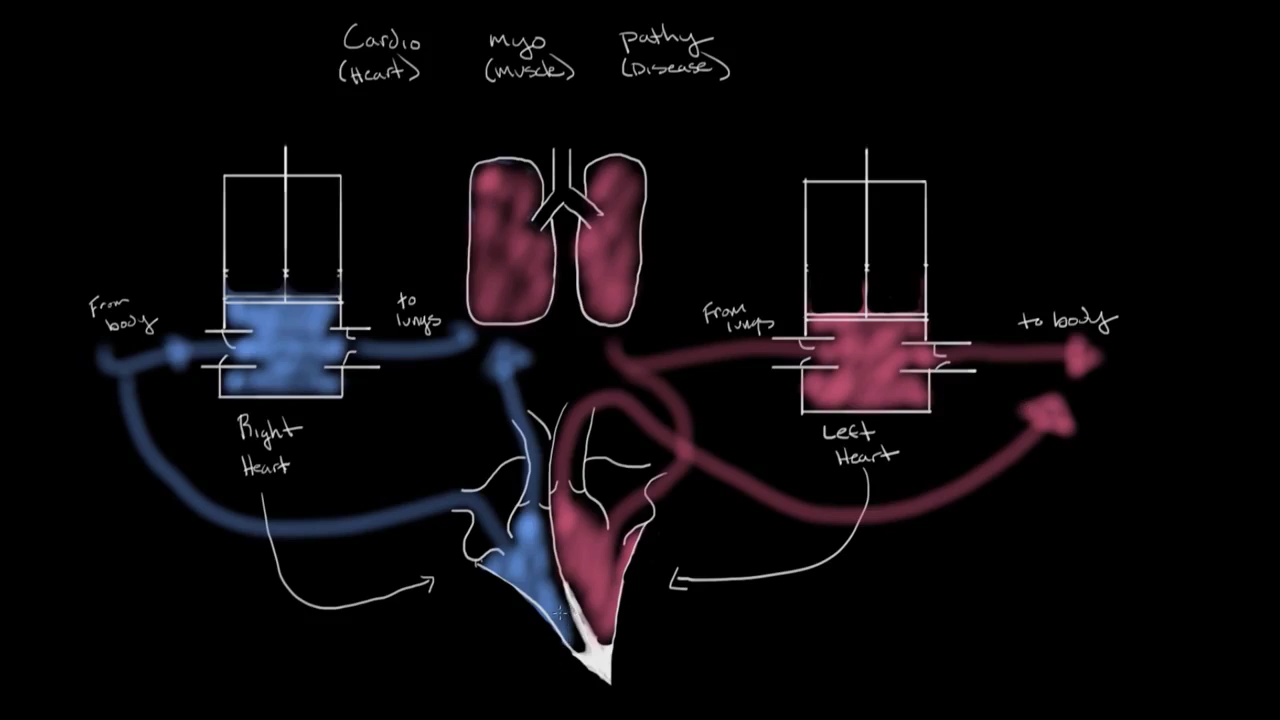 Cardio myo pathy
(Heart) (Muscle) (Disease)
From
body
to
lungs
From
lungs
to body
Right
Heart
Left
Heart